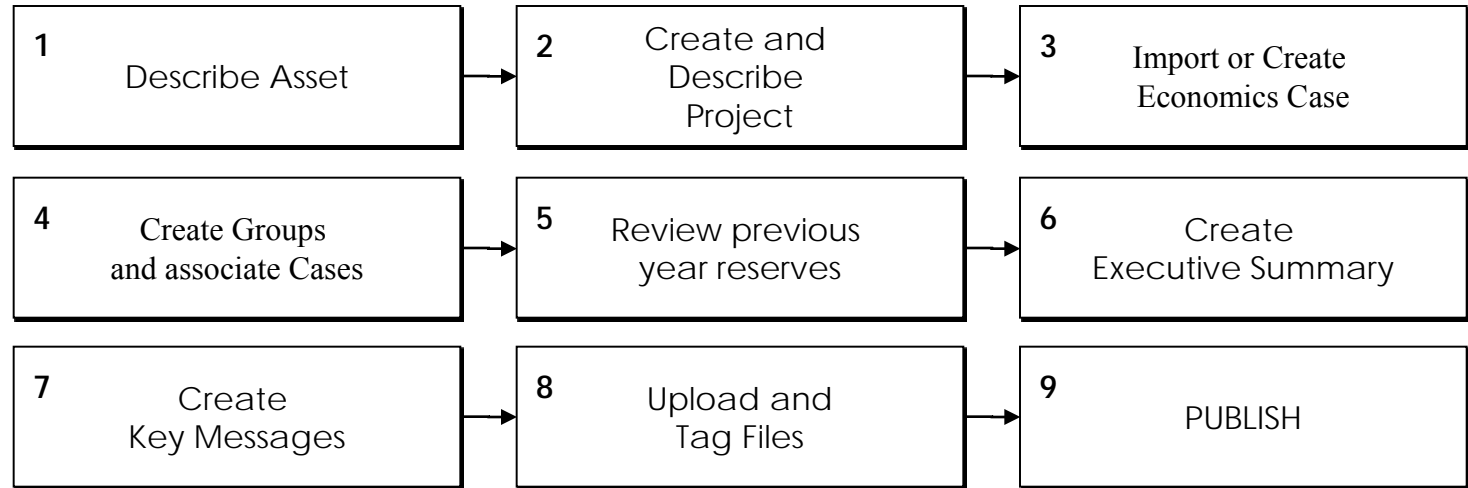 1
Describe Asset
2
Create and
Describe
Project
3
Import or Create
Economics Case
4
Create Groups
and associate Cases
5
Review previous
year reserves
6
Create
Executive Summary
7
Create
Key Messages
8
Upload and
Tag Files
9
PUBLISH